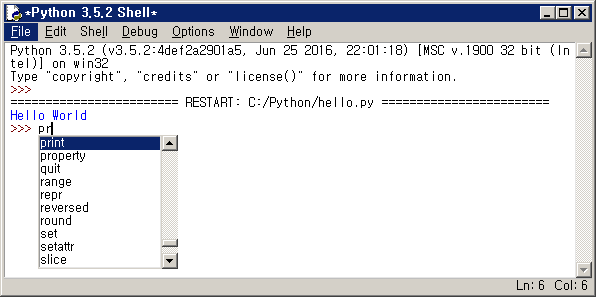 *Python 3.5.2 Shell*
File Edit Shell Debug Options Window Help
Python 3.5.2 (v3.5.2:4def2a2901a5, Jun 25 2016, 22:01:18) [MSC v.1900 32 bit (In
tel)] on win32
Type "copyright", "credits" or "license()" for more information.
>>>
===================== RESTART: C:/Python/hello.py =====================
Hello World
>>> pr
print
property
quit
range
repr
reversed
round
set
setattr
slice
Ln: 6 Col: 6